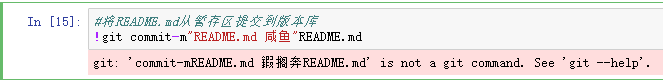 In [15]: #将README.md从暂存区提交到版本库
!git commit-m"README.md 咸鱼"README.md
git: 'commit-mREADME.md 鍜搁奔README.md' is not a git command. See 'git --help'.